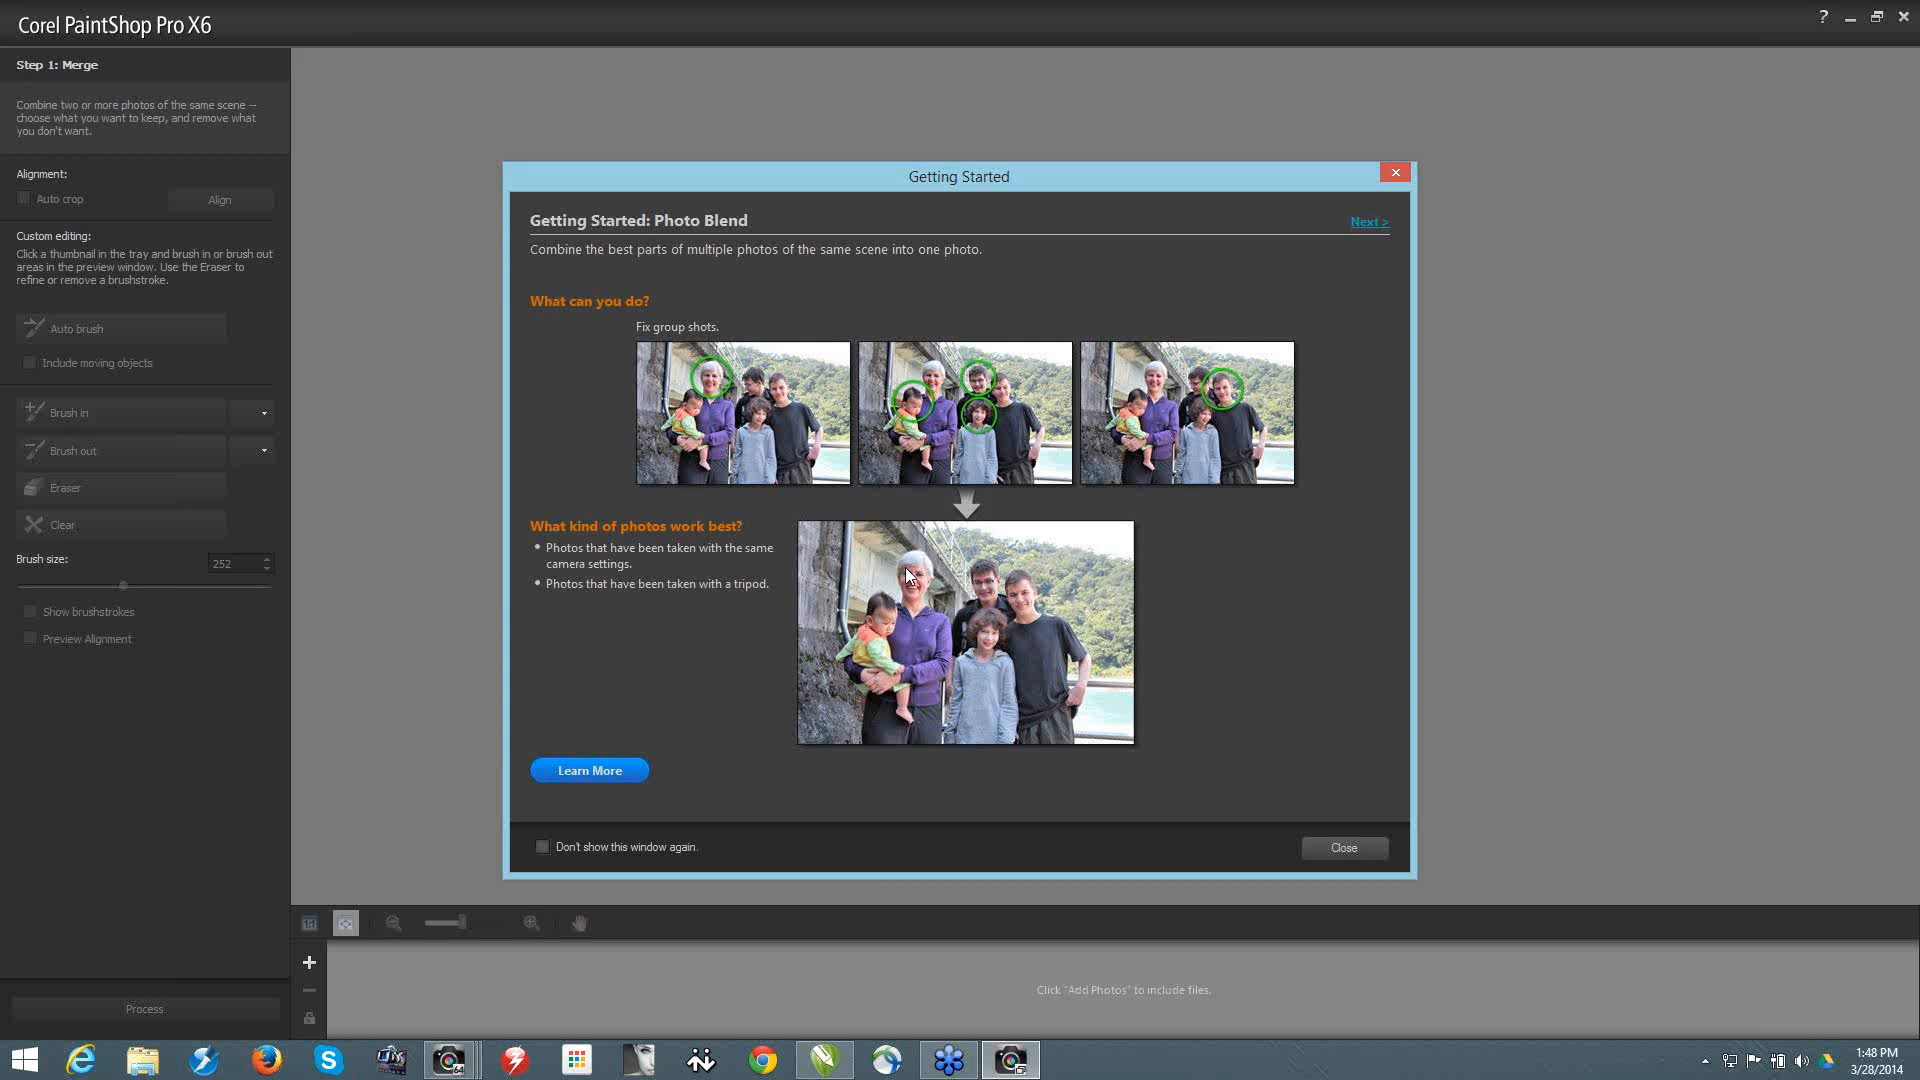 Corel PaintShop Pro X6
?
Step 1: Merge
Combine two or more photos of the same scene --
choose what you want to keep, and remove what
you don't want.
Alignment:
Auto crop
Align
Custom editing:
Click a thumbnail in the tray and brush in or brush out
areas in the preview window. Use the Eraser to
refine or remove a brushstroke.
Auto brush
Include moving objects
Brush in
Brush out
Eraser
Clear
Brush size:
252
Show brushstrokes
Preview Alignment
Process
Getting Started
Getting Started: Photo Blend
Next >
Combine the best parts of multiple photos of the same scene into one photo.
What can you do?
Fix group shots.
What kind of photos work best?
• Photos that have been taken with the same
camera settings.
• Photos that have been taken with a tripod.
Learn More
Don't show this window again.
Close
Click "Add Photos" to include files.
64
1:48 PM
3/28/2014